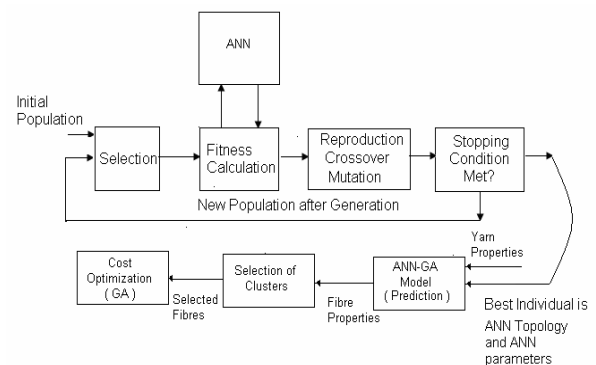 ANN
Initial
Population
Selection
Fitness
Calculation
Reproduction
Crossover
Mutation
Stopping
Condition
Met?
New Population after Generation
Yarn
Properties
Cost
Optimization
( GA )
Selected
Fibres
Selection of
Clusters
Fibre
Properties
ANN-GA
Model
( Prediction )
Best Individual is
ANN Topology
and ANN
parameters